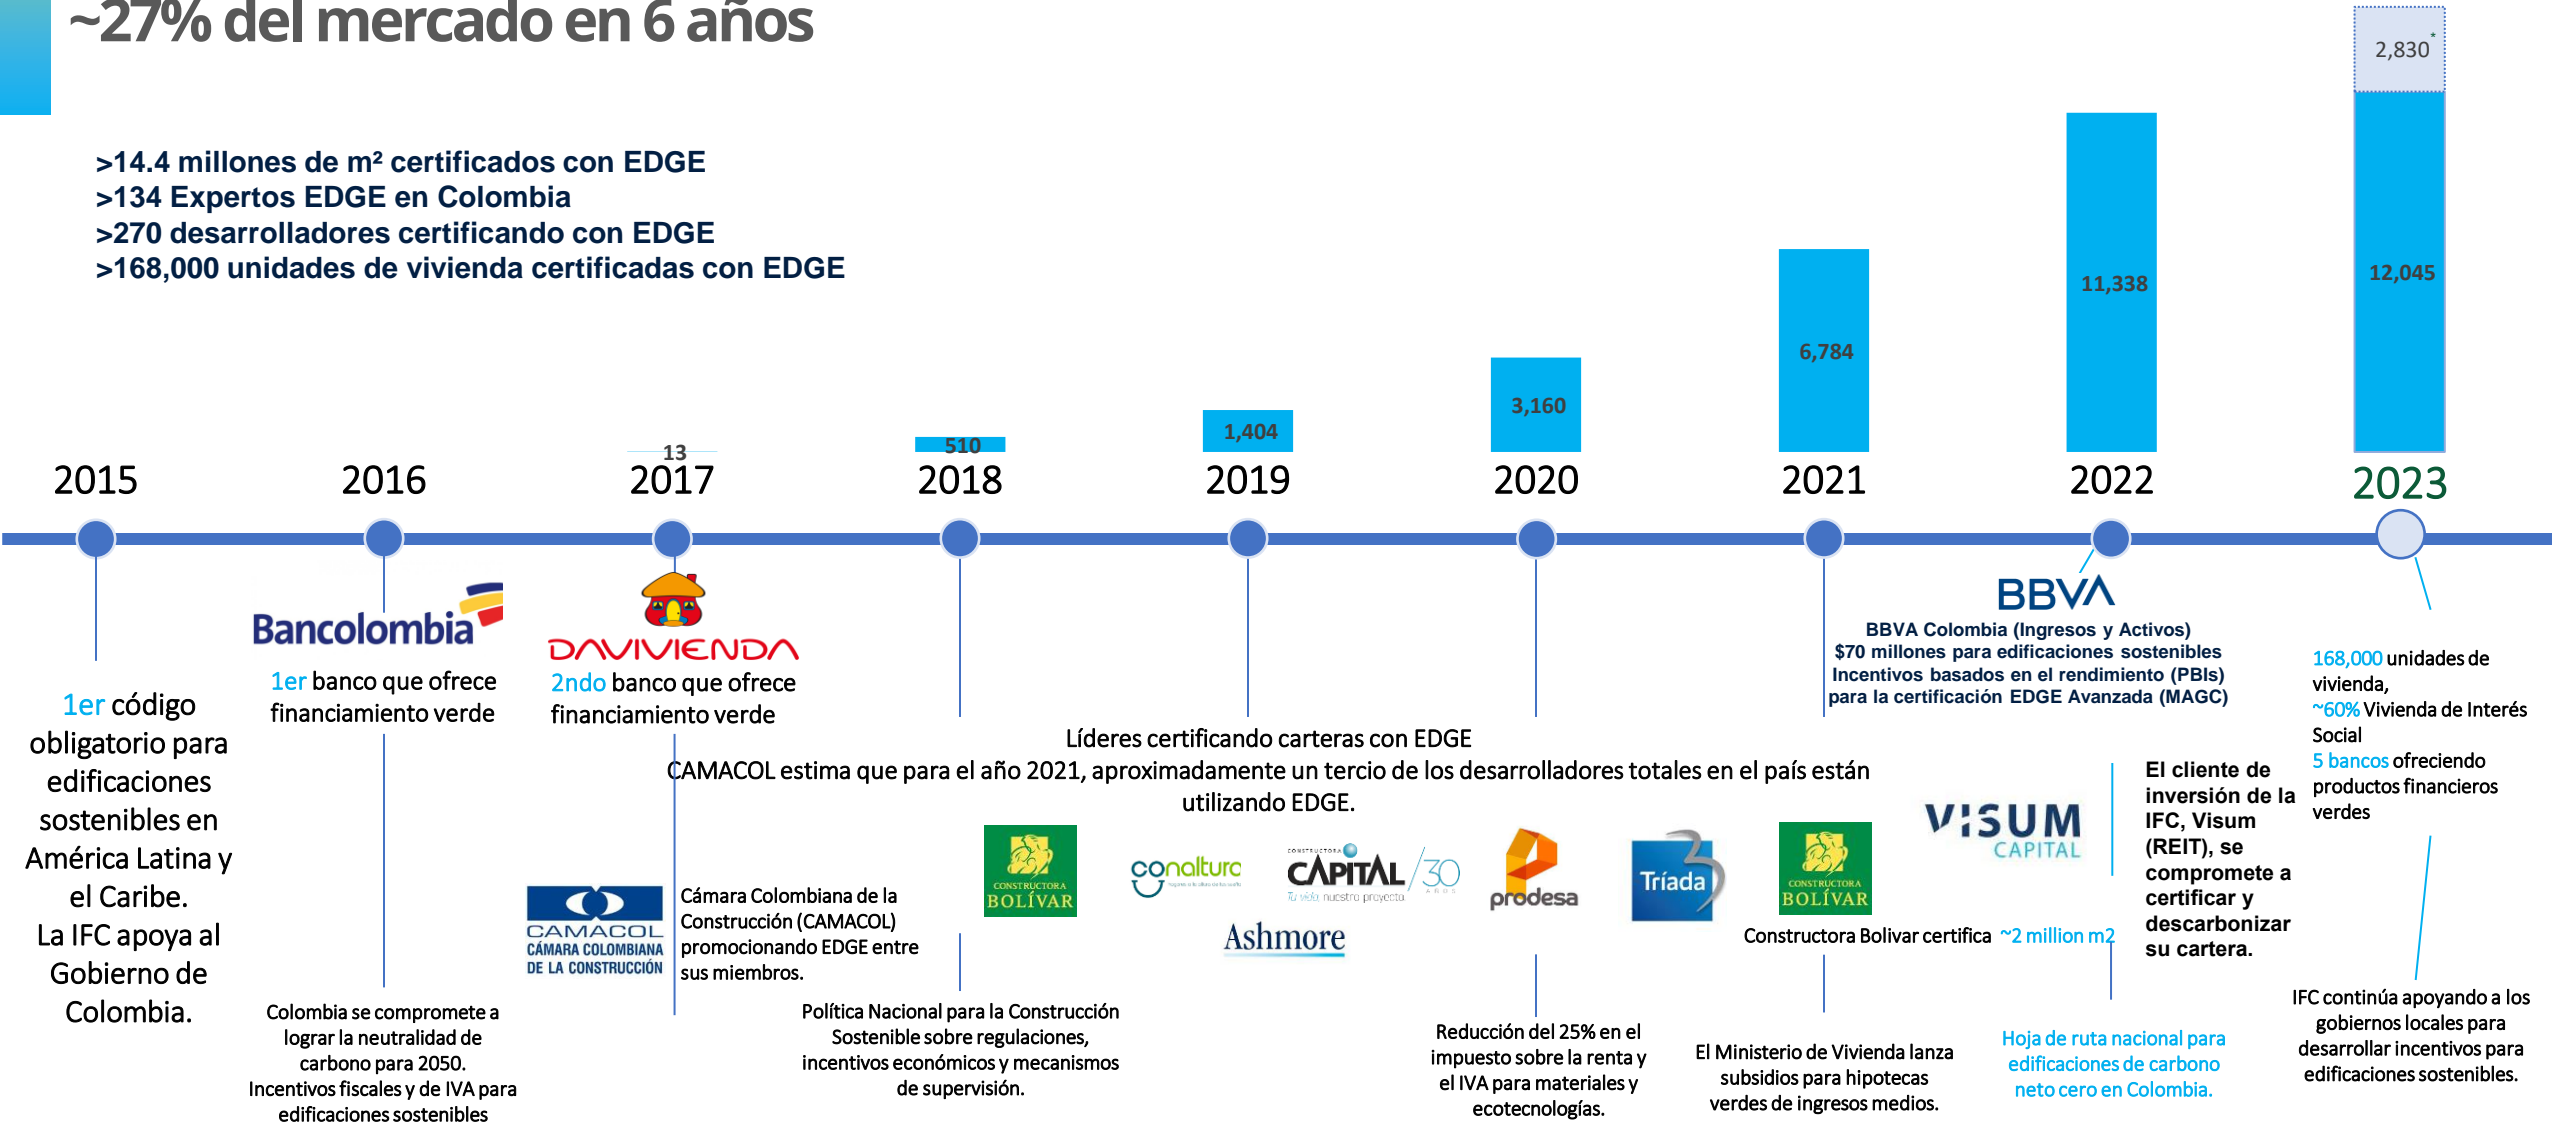 ~27% del mercado en 6 años
>14.4 millones de m² certificados con EDGE
>134 Expertos EDGE en Colombia
>270 desarrolladores certificando con EDGE
>168,000 unidades de vivienda certificadas con EDGE
13
510
1,404
3,160
6,784
11,338
2,830*
12,045
2015
2016
2017
2018
2019
2020
2021
2022
2023
1er código
obligatorio para
edificaciones
sostenibles en
América Latina y
el Caribe.
La IFC apoya al
Gobierno de
Colombia.
Bancolombia
1er banco que ofrece
financiamiento verde
Colombia se compromete a
lograr la neutralidad de
carbono para 2050.
Incentivos fiscales y de IVA para
edificaciones sostenibles
DAVIVIENDA
2ndo banco que ofrece
financiamiento verde
CAMACOL
CÁMARA COLOMBIANA
DE LA CONSTRUCCIÓN
Cámara Colombiana de la
Construcción (CAMACOL)
promocionando EDGE entre
sus miembros.
Líderes certificando carteras con EDGE
CAMACOL estima que para el año 2021, aproximadamente un tercio de los desarrolladores totales en el país están
utilizando EDGE.
CONSTRUCTORA
BOLÍVAR
Política Nacional para la Construcción
Sostenible sobre regulaciones,
incentivos económicos y mecanismos
de supervisión.
conaltura
CONSTRUCTORA
CAPITAL /30
AÑOS
Tu vida, nuestro proyecto
Ashmore
prodesa
Reducción del 25% en el
impuesto sobre la renta y
el IVA para materiales y
ecotecnologías.
Tríada
CONSTRUCTORA
BOLÍVAR
Constructora Bolivar certifica ~2 million m2
El Ministerio de Vivienda lanza
subsidios para hipotecas
verdes de ingresos medios.
BBVA
BBVA Colombia (Ingresos y Activos)
$70 millones para edificaciones sostenibles
Incentivos basados en el rendimiento (PBIs)
para la certificación EDGE Avanzada (MAGC)
VISUM
CAPITAL
El cliente de
inversión de la
IFC, Visum
(REIT), se
compromete a
certificar y
descarbonizar
su cartera.
Hoja de ruta nacional para
edificaciones de carbono
neto cero en Colombia.
168,000 unidades de
vivienda,
~60% Vivienda de Interés
Social
5 bancos ofreciendo
productos financieros
verdes
IFC continúa apoyando a los
gobiernos locales para
desarrollar incentivos para
edificaciones sostenibles.